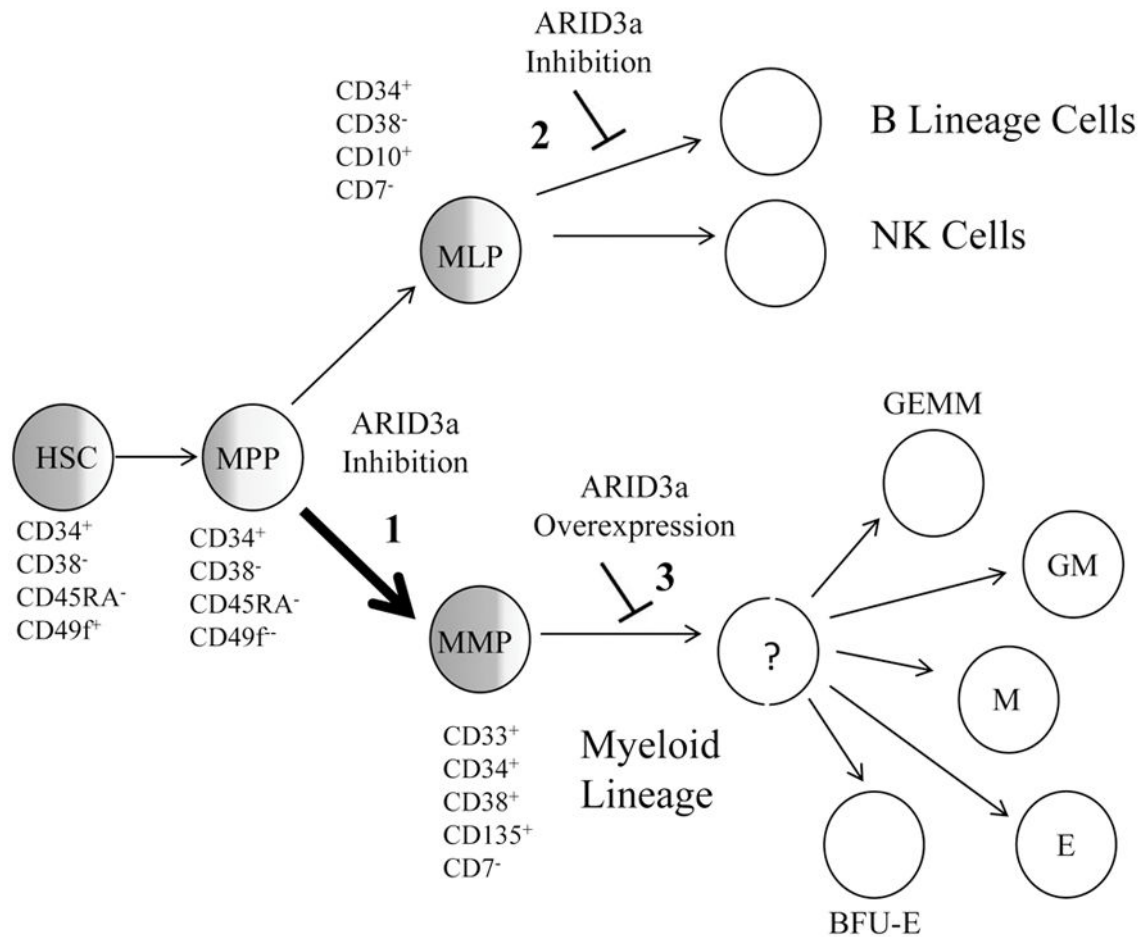 ARID3a
Inhibition
2
CD34⁺
CD38⁻
CD10⁺
CD7⁻
B Lineage Cells
MLP
NK Cells
HSC
CD34⁺
CD38⁻
CD45RA⁻
CD49f⁺
MPP
CD34⁺
CD38⁻
CD45RA⁻
CD49f⁻⁻
ARID3a
Inhibition
1
ARID3a
Overexpression
3
MMP
CD33⁺
CD34⁺
CD38⁺
CD135⁺
CD7⁻
Myeloid
Lineage
?
GEMM
GM
M
E
BFU-E